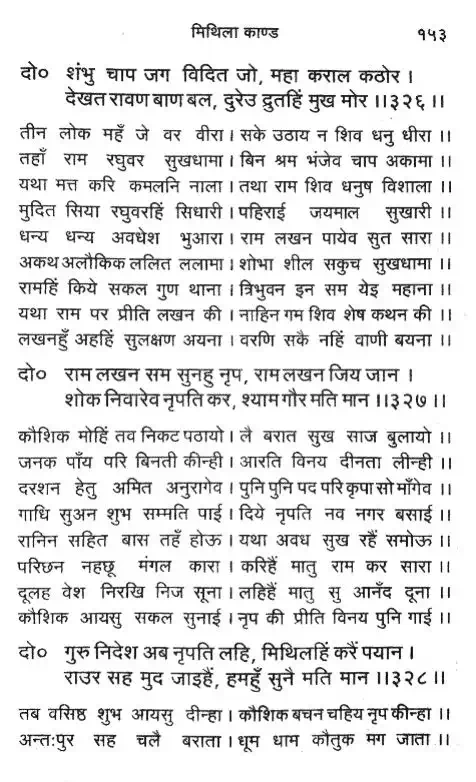 मिथिला काण्ड १५३
दो० शंभु चाप जग विदित जो, महा कराल कठोर ।
देखत रावण बाण बल, दुरेउ द्रुतहिं मुख मोर ।।३२६।।
तीन लोक महँ जे वर वीरा । सके उठाय न शिव धनु धीरा ।।
तहाँ राम रघुवर सुखधामा । बिन श्रम भंजेव चाप अकामा ।।
यथा मत्त करि कमलनि नाला । तथा राम शिव धनुष विशाला ।।
मुदित सिया रघुवरहिं सिधारी । पहिराई जयमाल सुखारी ।।
धन्य धन्य अवधेश भुआरा । राम लखन पायेव सुत सारा ।।
अकथ अलौकिक ललित ललामा । शोभा शील सकुच सुखधामा ।।
रामहिं किये सकल गुण थाना । त्रिभुवन इन सम येइ महाना ।।
यथा राम पर प्रीति लखन की । नाहिन गम शिव शेष कथन की ।।
लखनहुँ अहहिं सुलक्षण अयना । वरणि सकै नहिं वाणी बयना ।।
दो० राम लखन सम सुनहु नृप, राम लखन जिय जान ।
शोक निवारेव नृपति कर, श्याम गौर मति मान ।।३२७ ।।
कौशिक मोहिं तव निकट पठायो । लै बरात सुख साज बुलायो ।।
जनक पाँय परि बिनती कीन्ही । आरति विनय दीनता लीन्ही ।।
दरशन हेतु अमित अनुरागेव । पुनि पुनि पद परि कृपा सो माँगेव ।।
गाधि सुअन शुभ सम्मति पाई । दिये नृपति नव नगर बसाई ।।
रानिन सहित बास तहँ होऊ । यथा अवध सुख रहैं समोऊ ।।
परिछन नहछू मंगल कारा । करिहैं मातु राम कर सारा ।।
दूलह वेश निरखि निज सूना । लहिहैं मातु सु आनँद दूना ।।
कौशिक आयसु सकल सुनाई । नृप की प्रीति विनय पुनि गाई ।।
दो० गुरु निदेश अब नृपति लहि, मिथिलहिं करैं पयान ।
राउर सह मुद जाइहैं, हमहुँ सुनै मति मान ।।३२८ ।।
तब वसिष्ठ शुभ आयसु दीन्हा । कौशिक बचन चहिय नृप कीन्हा ।।
अन्तःपुर सह चलै बराता । धूम धाम कौतुक मग जाता ।।